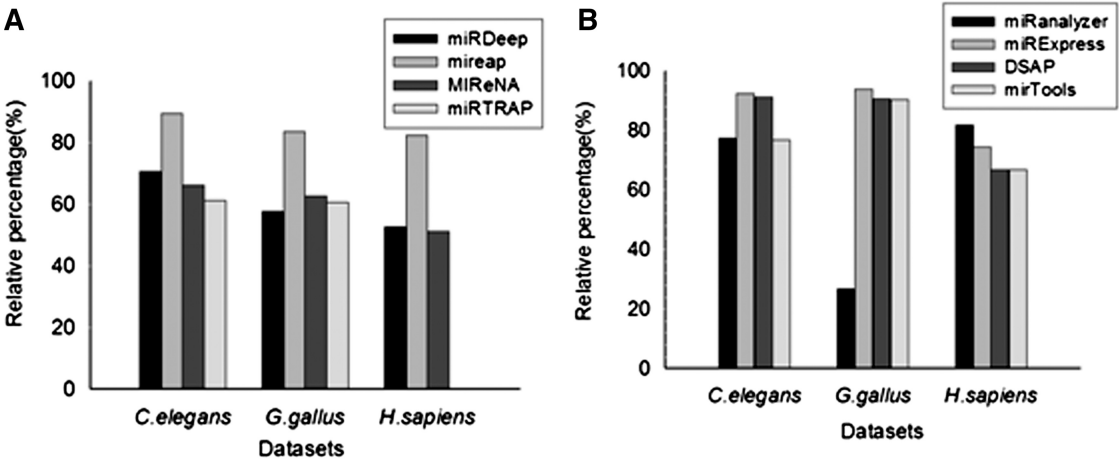 A
miRDeep
mireap
MIReNA
miRTRAP
Relative percentage(%)
100
80
60
40
20
0
C.elegans G.gallus H.sapiens
Datasets
B
miRanalyzer
miRExpress
DSAP
mirTools
Relative percentage(%)
100
80
60
40
20
0
C.elegans G.gallus H.sapiens
Datasets